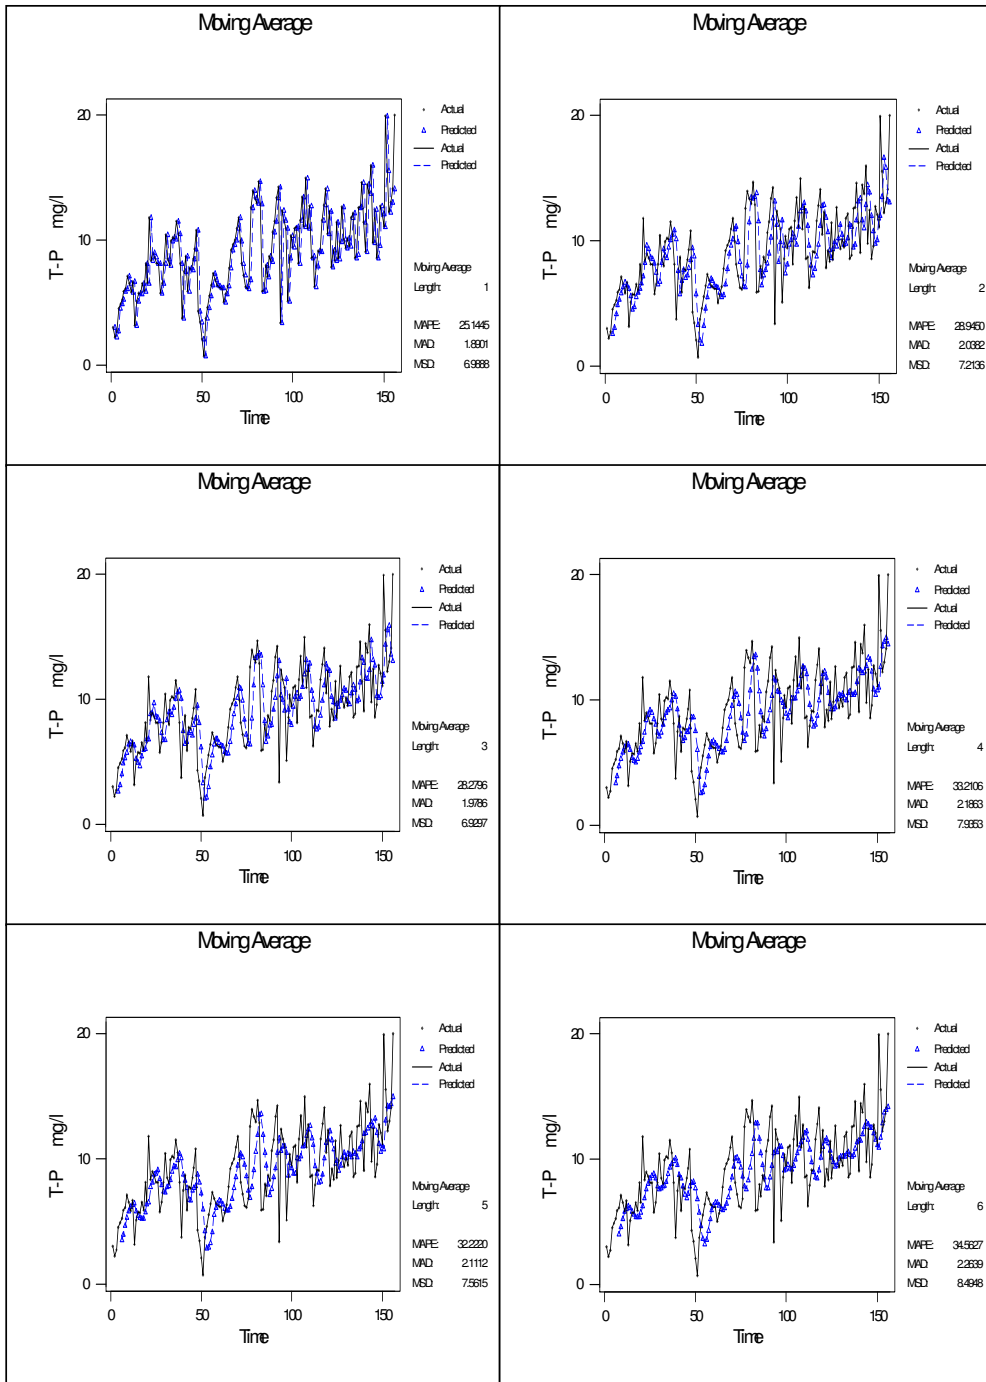 Moving Average
T-P mg/l
20
10
0
0 50 100 150
Time
Actual
Predicted
Actual
Predicted
Moving Average
Length: 1
MAPE: 25.1445
MAD: 1.8901
MSD: 6.9888
Moving Average
T-P mg/l
20
10
0
0 50 100 150
Time
Actual
Predicted
Actual
Predicted
Moving Average
Length: 2
MAPE: 28.9450
MAD: 2.0382
MSD: 7.2136
Moving Average
T-P mg/l
20
10
0
0 50 100 150
Time
Actual
Predicted
Actual
Predicted
Moving Average
Length: 3
MAPE: 28.2796
MAD: 1.9786
MSD: 6.9297
Moving Average
T-P mg/l
20
10
0
0 50 100 150
Time
Actual
Predicted
Actual
Predicted
Moving Average
Length: 4
MAPE: 33.2106
MAD: 2.1863
MSD: 7.9353
Moving Average
T-P mg/l
20
10
0
0 50 100 150
Time
Actual
Predicted
Actual
Predicted
Moving Average
Length: 5
MAPE: 32.2220
MAD: 2.1112
MSD: 7.5615
Moving Average
T-P mg/l
20
10
0
0 50 100 150
Time
Actual
Predicted
Actual
Predicted
Moving Average
Length: 6
MAPE: 34.5627
MAD: 2.2639
MSD: 8.4948